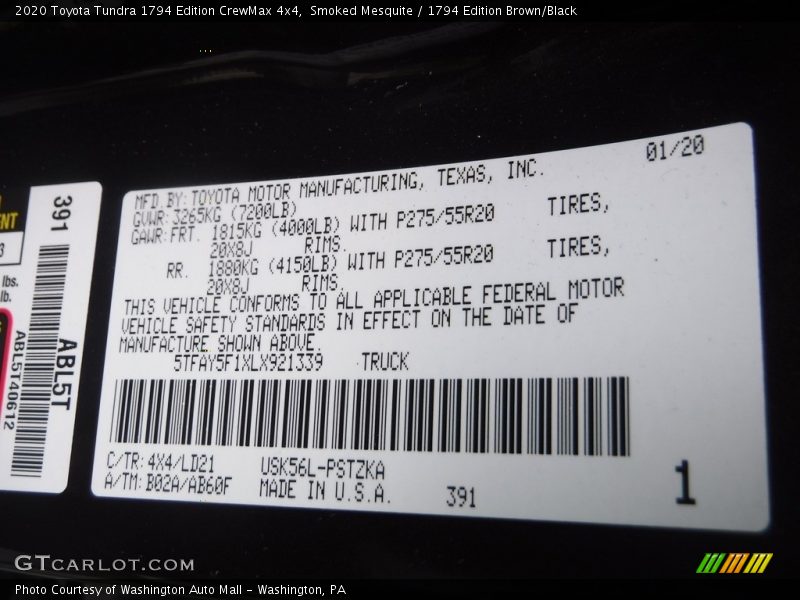 2020 Toyota Tundra 1794 Edition CrewMax 4x4, Smoked Mesquite / 1794 Edition Brown/Black
01/20
MFD. BY: TOYOTA MOTOR MANUFACTURING, TEXAS, INC.
GVWR: 3265KG (7200LB)
GAWR: FRT. 1815KG (4000LB) WITH P275/55R20 TIRES,
20X8J RIMS.
RR. 1880KG (4150LB) WITH P275/55R20 TIRES,
20X8J RIMS.
THIS VEHICLE CONFORMS TO ALL APPLICABLE FEDERAL MOTOR
VEHICLE SAFETY STANDARDS IN EFFECT ON THE DATE OF
MANUFACTURE SHOWN ABOVE.
5TFAY5F1XLX921339 TRUCK
C/TR: 4X4/LD21 USK56L-PSTZKA
A/TM: B02A/AB60F MADE IN U.S.A. 391
1
391
ABL5T
ABL5T40612
lbs.
lb.
GTCARLOT.COM
Photo Courtesy of Washington Auto Mall - Washington, PA